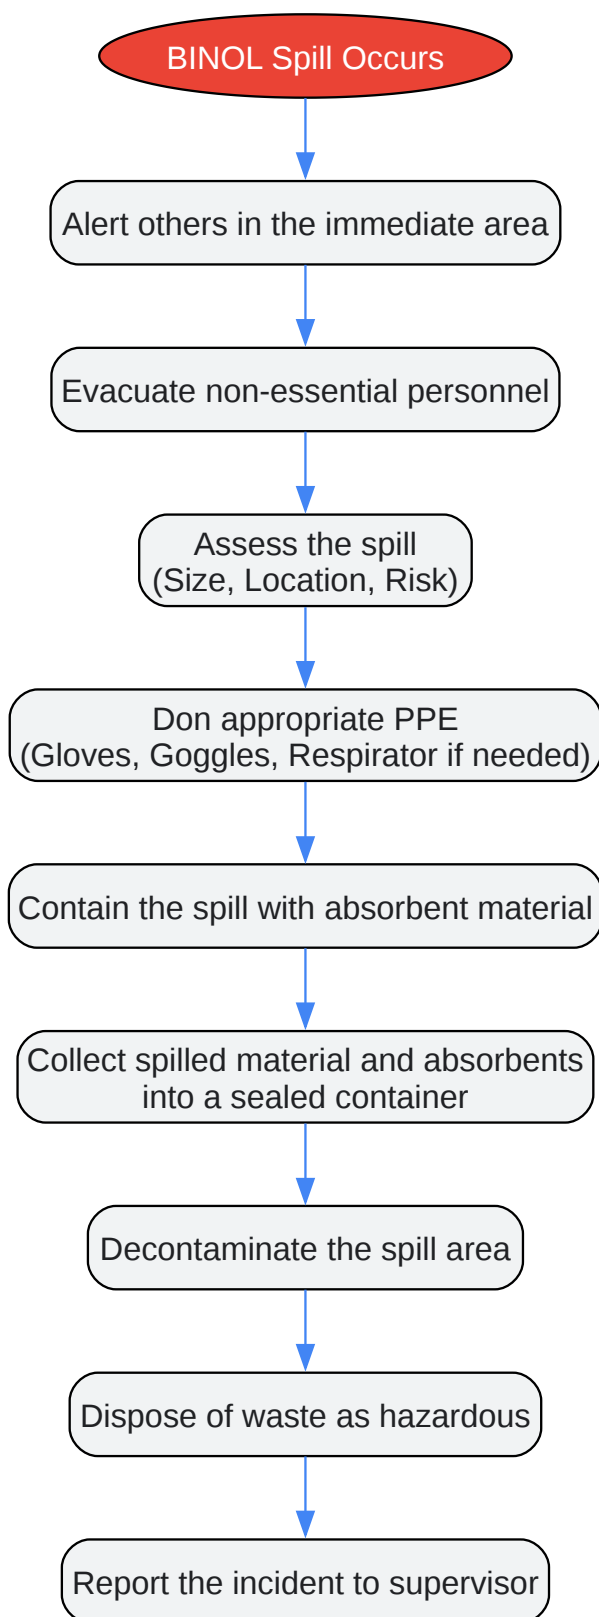 BINOL Spill Occurs
Alert others in the immediate area
Evacuate non-essential personnel
Assess the spill
(Size, Location, Risk)
Don appropriate PPE
(Gloves, Goggles, Respirator if needed)
Contain the spill with absorbent material
Collect spilled material and absorbents
into a sealed container
Decontaminate the spill area
Dispose of waste as hazardous
Report the incident to supervisor